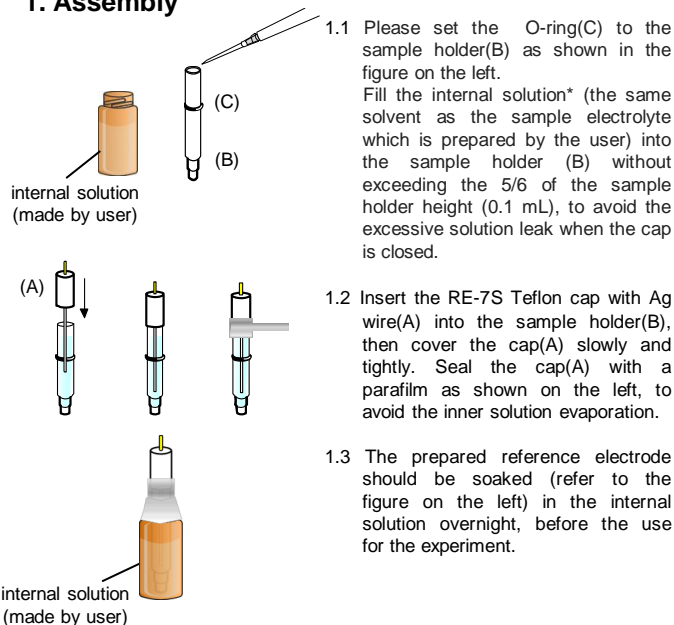 1. Assembly
(C)
(B)
internal solution
(made by user)
1.1 Please set the O-ring(C) to the
sample holder(B) as shown in the
figure on the left.
Fill the internal solution* (the same
solvent as the sample electrolyte
which is prepared by the user) into
the sample holder (B) without
exceeding the 5/6 of the sample
holder height (0.1 mL), to avoid the
excessive solution leak when the cap
is closed.
(A)
1.2 Insert the RE-7S Teflon cap with Ag
wire(A) into the sample holder(B),
then cover the cap(A) slowly and
tightly. Seal the cap(A) with a
parafilm as shown on the left, to
avoid the inner solution evaporation.
1.3 The prepared reference electrode
should be soaked (refer to the
figure on the left) in the internal
solution overnight, before the use
for the experiment.
internal solution
(made by user)